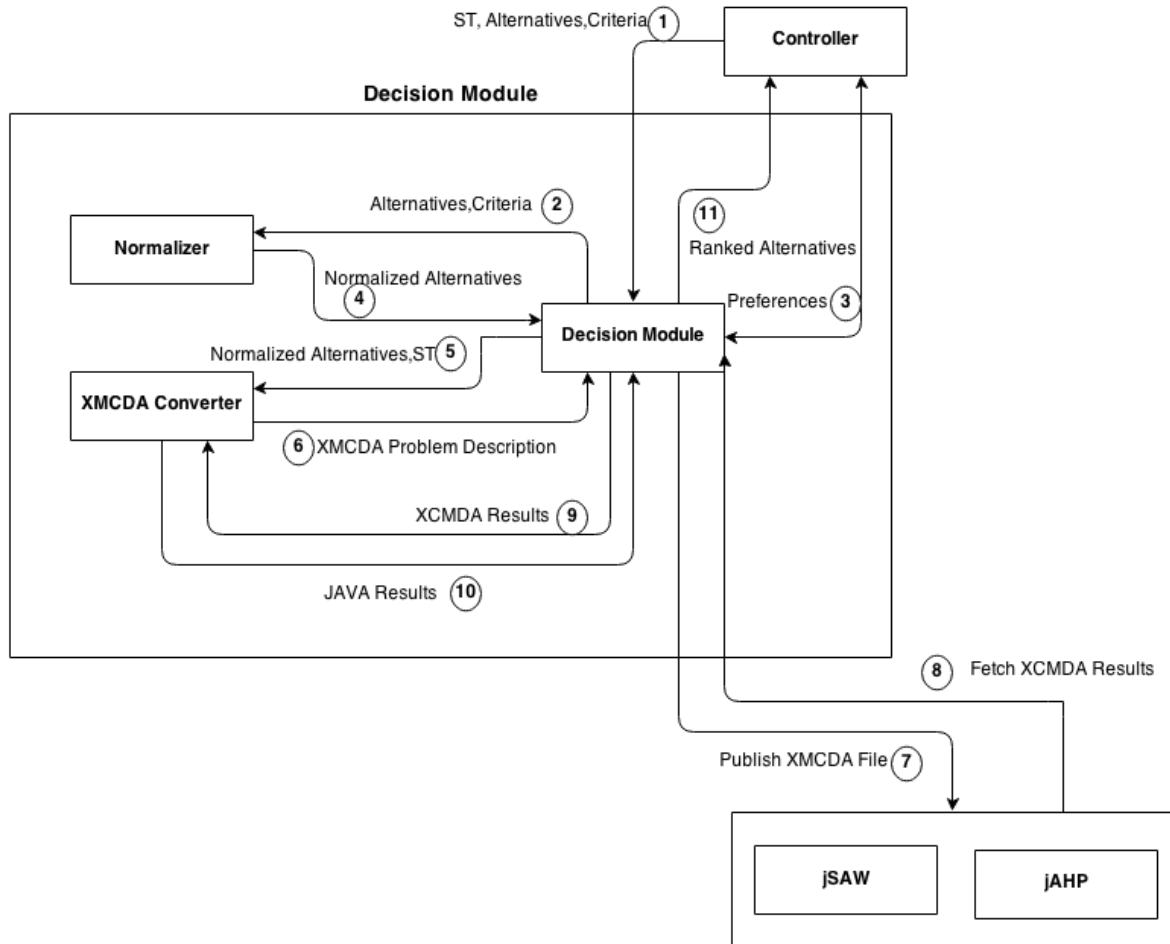 ST, Alternatives,Criteria 1
Controller
Decision Module
Alternatives,Criteria 2
Normalizer
11
Ranked Alternatives
Normalized Alternatives
4
Preferences 3
Decision Module
Normalized Alternatives,ST 5
XMCDA Converter
6 XMCDA Problem Description
XCMDA Results 9
JAVA Results 10
8 Fetch XCMDA Results
Publish XMCDA File 7
jSAW
jAHP